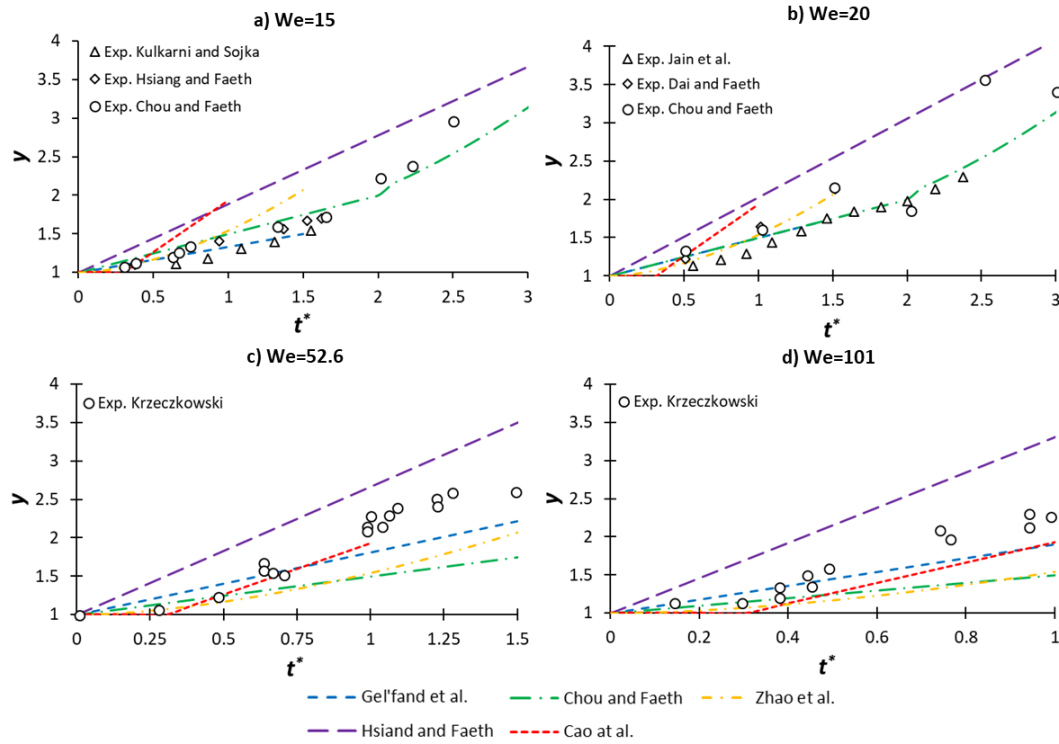 a) We=15
Exp. Kulkarni and Sojka
Exp. Hsiang and Faeth
Exp. Chou and Faeth
4
3.5
3
2.5
2
1.5
1
y
0 0.5 1 1.5 2 2.5 3
t*
b) We=20
Exp. Jain et al.
Exp. Dai and Faeth
Exp. Chou and Faeth
4
3.5
3
2.5
2
1.5
1
y
0 0.5 1 1.5 2 2.5 3
t*
c) We=52.6
Exp. Krzeczkowski
4
3.5
3
2.5
2
1.5
1
y
0 0.25 0.5 0.75 1 1.25 1.5
t*
d) We=101
Exp. Krzeczkowski
4
3.5
3
2.5
2
1.5
1
y
0 0.2 0.4 0.6 0.8 1
t*
Gel'fand et al. Chou and Faeth Zhao et al.
Hsiand and Faeth Cao at al.